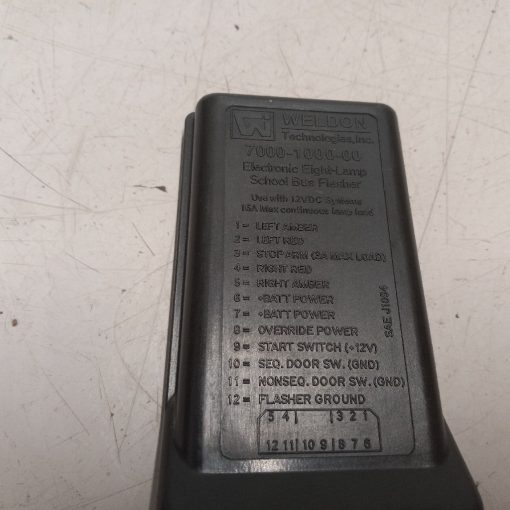 WELDON
Technologies, Inc.
7000-1000-00
Electronic Eight-Lamp
School Bus Flasher
Use with 12VDC Systems
15A Max continuous lamp load
1 = LEFT AMBER
2 = LEFT RED
3 = STOP ARM (3A MAX LOAD)
4 = RIGHT RED
5 = RIGHT AMBER
6 = +BATT POWER
7 = +BATT POWER
8 = OVERRIDE POWER
9 = START SWITCH (+12V)
10 = SEQ. DOOR SW. (GND)
11 = NONSEQ. DOOR SW. (GND)
12 = FLASHER GROUND
SAE J1054
5 4 | | 3 2 1
12 11 | 10 9 | 8 7 6